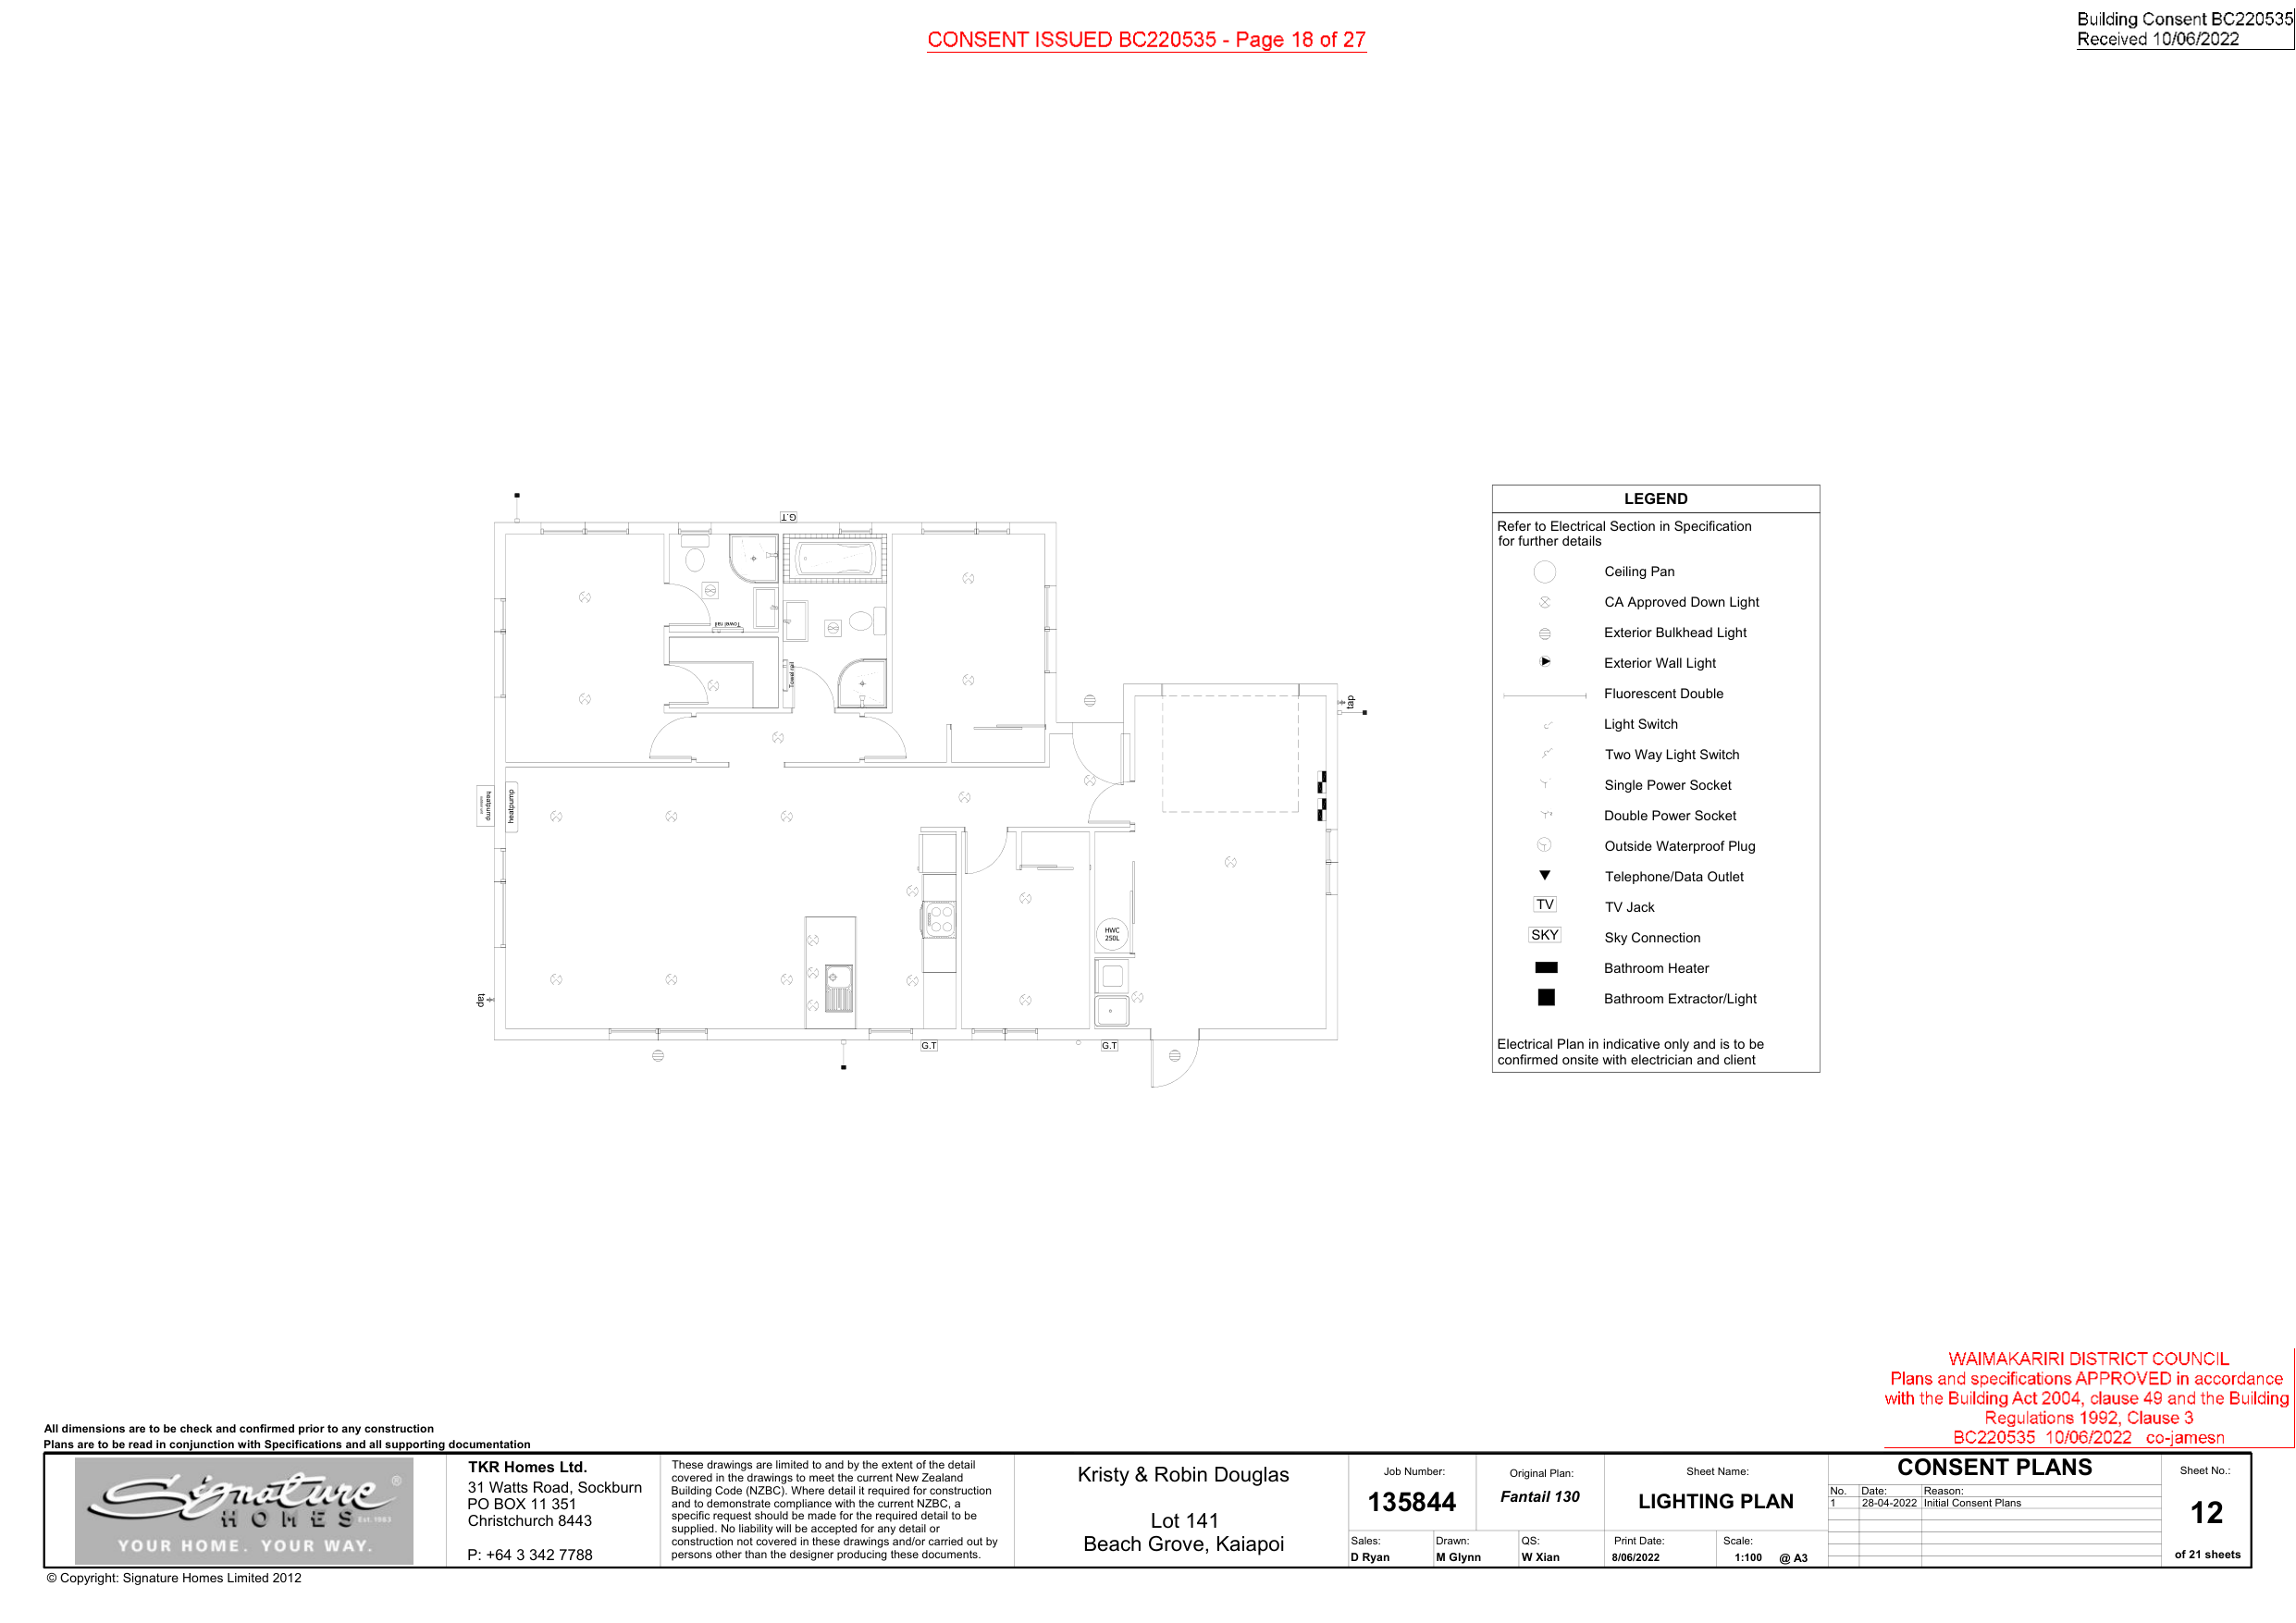 Building Consent BC220535
Received 10/06/2022
CONSENT ISSUED BC220535 - Page 18 of 27
G.T
Towel rail
Towel rail
tap
heatpump
heatpump
HWC
250L
tap
G.T
G.T
LEGEND
Refer to Electrical Section in Specification
for further details
Ceiling Pan
CA Approved Down Light
Exterior Bulkhead Light
Exterior Wall Light
Fluorescent Double
Light Switch
Two Way Light Switch
Single Power Socket
Double Power Socket
Outside Waterproof Plug
Telephone/Data Outlet
TV TV Jack
SKY Sky Connection
Bathroom Heater
Bathroom Extractor/Light
Electrical Plan in indicative only and is to be
confirmed onsite with electrician and client
WAIMAKARIRI DISTRICT COUNCIL
Plans and specifications APPROVED in accordance
with the Building Act 2004, clause 49 and the Building
Regulations 1992, Clause 3
BC220535 10/06/2022 co-jamesn
All dimensions are to be check and confirmed prior to any construction
Plans are to be read in conjunction with Specifications and all supporting documentation
Signature ®
HOMES Est. 1983
YOUR HOME. YOUR WAY.
TKR Homes Ltd.
31 Watts Road, Sockburn
PO BOX 11 351
Christchurch 8443
P: +64 3 342 7788
These drawings are limited to and by the extent of the detail
covered in the drawings to meet the current New Zealand
Building Code (NZBC). Where detail it required for construction
and to demonstrate compliance with the current NZBC, a
specific request should be made for the required detail to be
supplied. No liability will be accepted for any detail or
construction not covered in these drawings and/or carried out by
persons other than the designer producing these documents.
Kristy & Robin Douglas
Lot 141
Beach Grove, Kaiapoi
Job Number:
135844
Original Plan:
Fantail 130
Sheet Name:
LIGHTING PLAN
Sales:
D Ryan
Drawn:
M Glynn
QS:
W Xian
Print Date:
8/06/2022
Scale:
1:100 @ A3
CONSENT PLANS
No. Date: Reason:
1 28-04-2022 Initial Consent Plans
Sheet No.:
12
of 21 sheets
© Copyright: Signature Homes Limited 2012